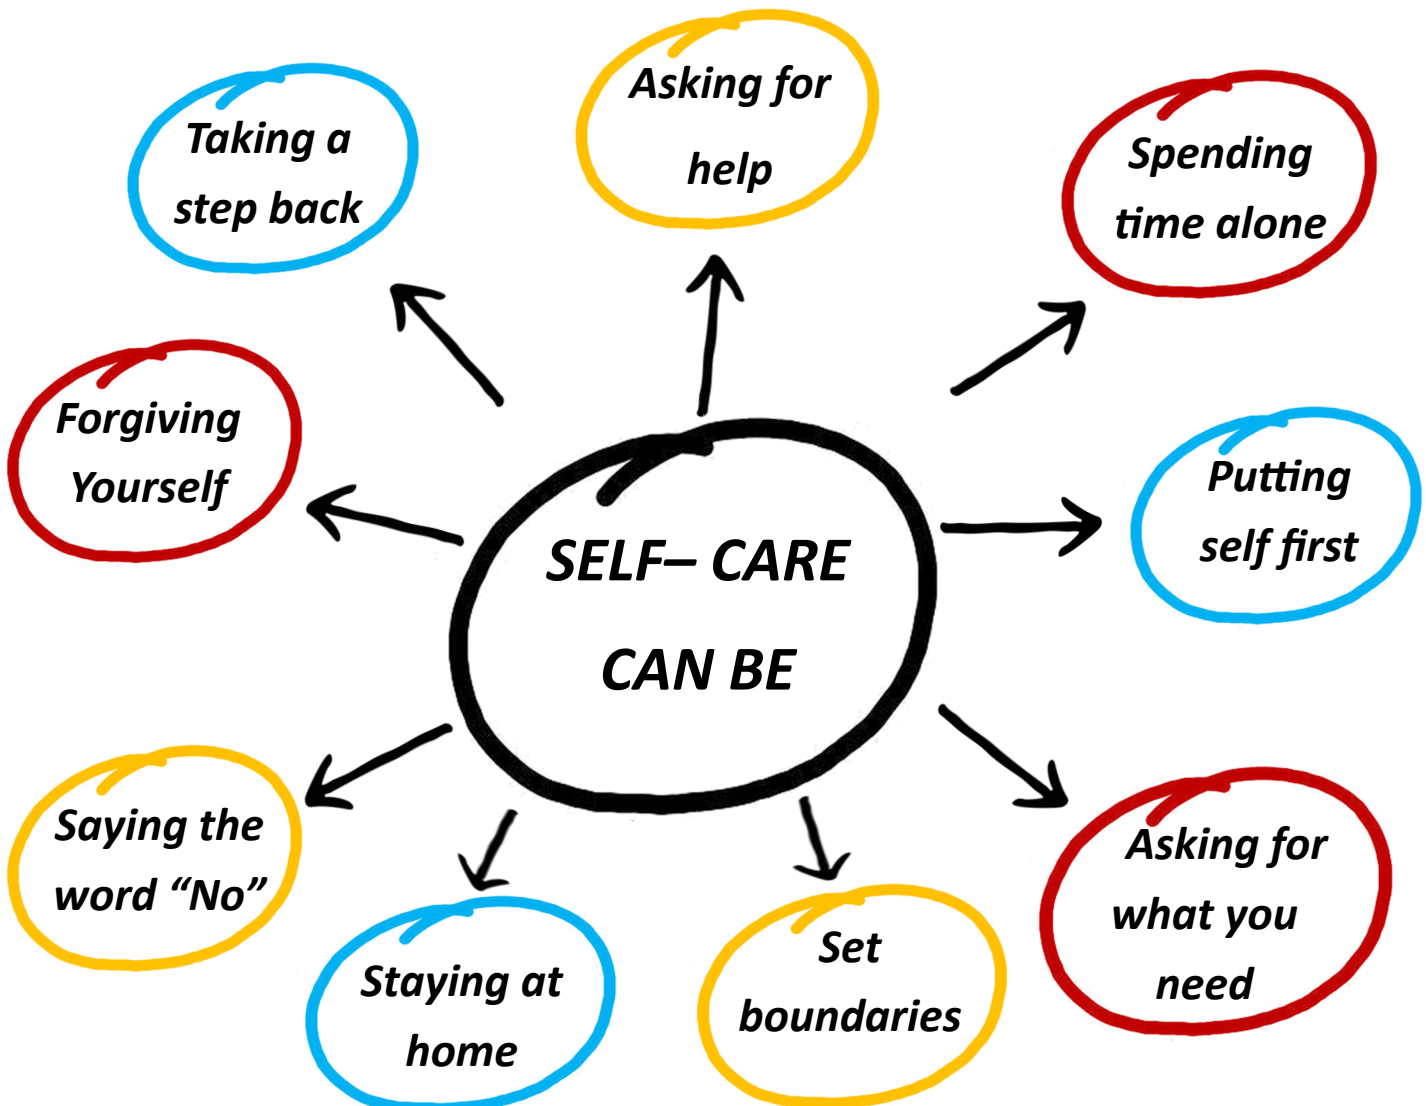 SELF– CARE
CAN BE
Asking for
help
Spending
time alone
Putting
self first
Asking for
what you
need
Set
boundaries
Staying at
home
Saying the
word “No”
Forgiving
Yourself
Taking a
step back